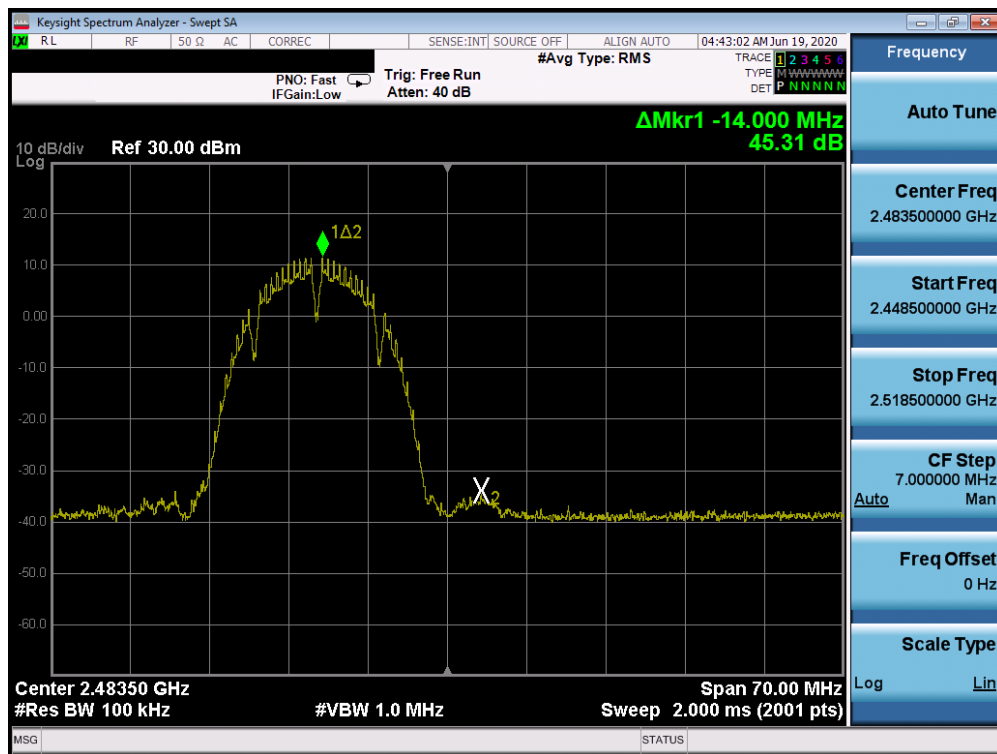 Keysight Spectrum Analyzer - Swept SA
LXI RL RF 50 Ω AC CORREC SENSE:INT SOURCE OFF ALIGN AUTO 04:43:02 AM Jun 19, 2020
#Avg Type: RMS
TRACE 1 2 3 4 5 6
PNO: Fast Trig: Free Run
TYPE M W W W W W
IFGain:Low Atten: 40 dB
DET P N N N N N
ΔMkr1 -14.000 MHz
45.31 dB
10 dB/div Ref 30.00 dBm
Log
20.0
1Δ2
10.0
0.00
-10.0
-20.0
-30.0
X2
-40.0
-50.0
-60.0
Center 2.48350 GHz Span 70.00 MHz
#Res BW 100 kHz #VBW 1.0 MHz Sweep 2.000 ms (2001 pts)
MSG STATUS
Frequency
Auto Tune
Center Freq
2.483500000 GHz
Start Freq
2.448500000 GHz
Stop Freq
2.518500000 GHz
CF Step
7.000000 MHz
Auto Man
Freq Offset
0 Hz
Scale Type
Log Lin